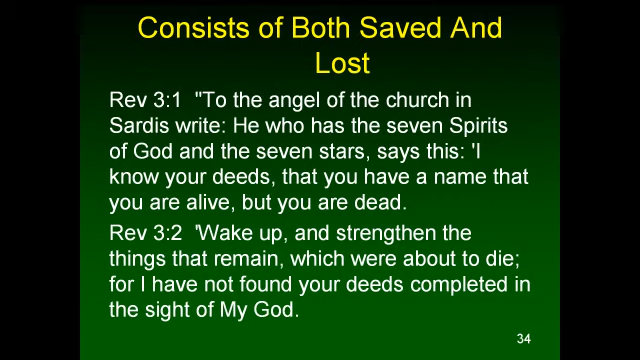 Consists of Both Saved And
Lost
Rev 3:1 "To the angel of the church in
Sardis write: He who has the seven Spirits
of God and the seven stars, says this: 'I
know your deeds, that you have a name that
you are alive, but you are dead.
Rev 3:2 'Wake up, and strengthen the
things that remain, which were about to die;
for I have not found your deeds completed in
the sight of My God.
34